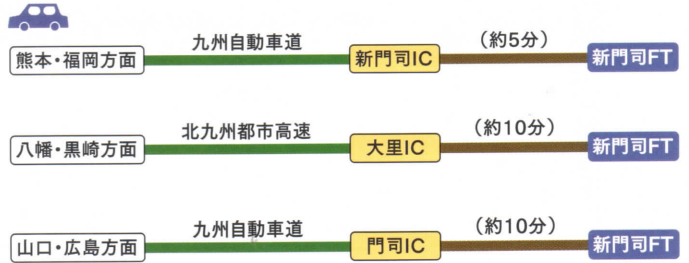 九州自動車道 (約5分)
熊本・福岡方面 新門司IC 新門司FT
北九州都市高速 (約10分)
八幡・黒崎方面 大里IC 新門司FT
九州自動車道 (約10分)
山口・広島方面 門司IC 新門司FT